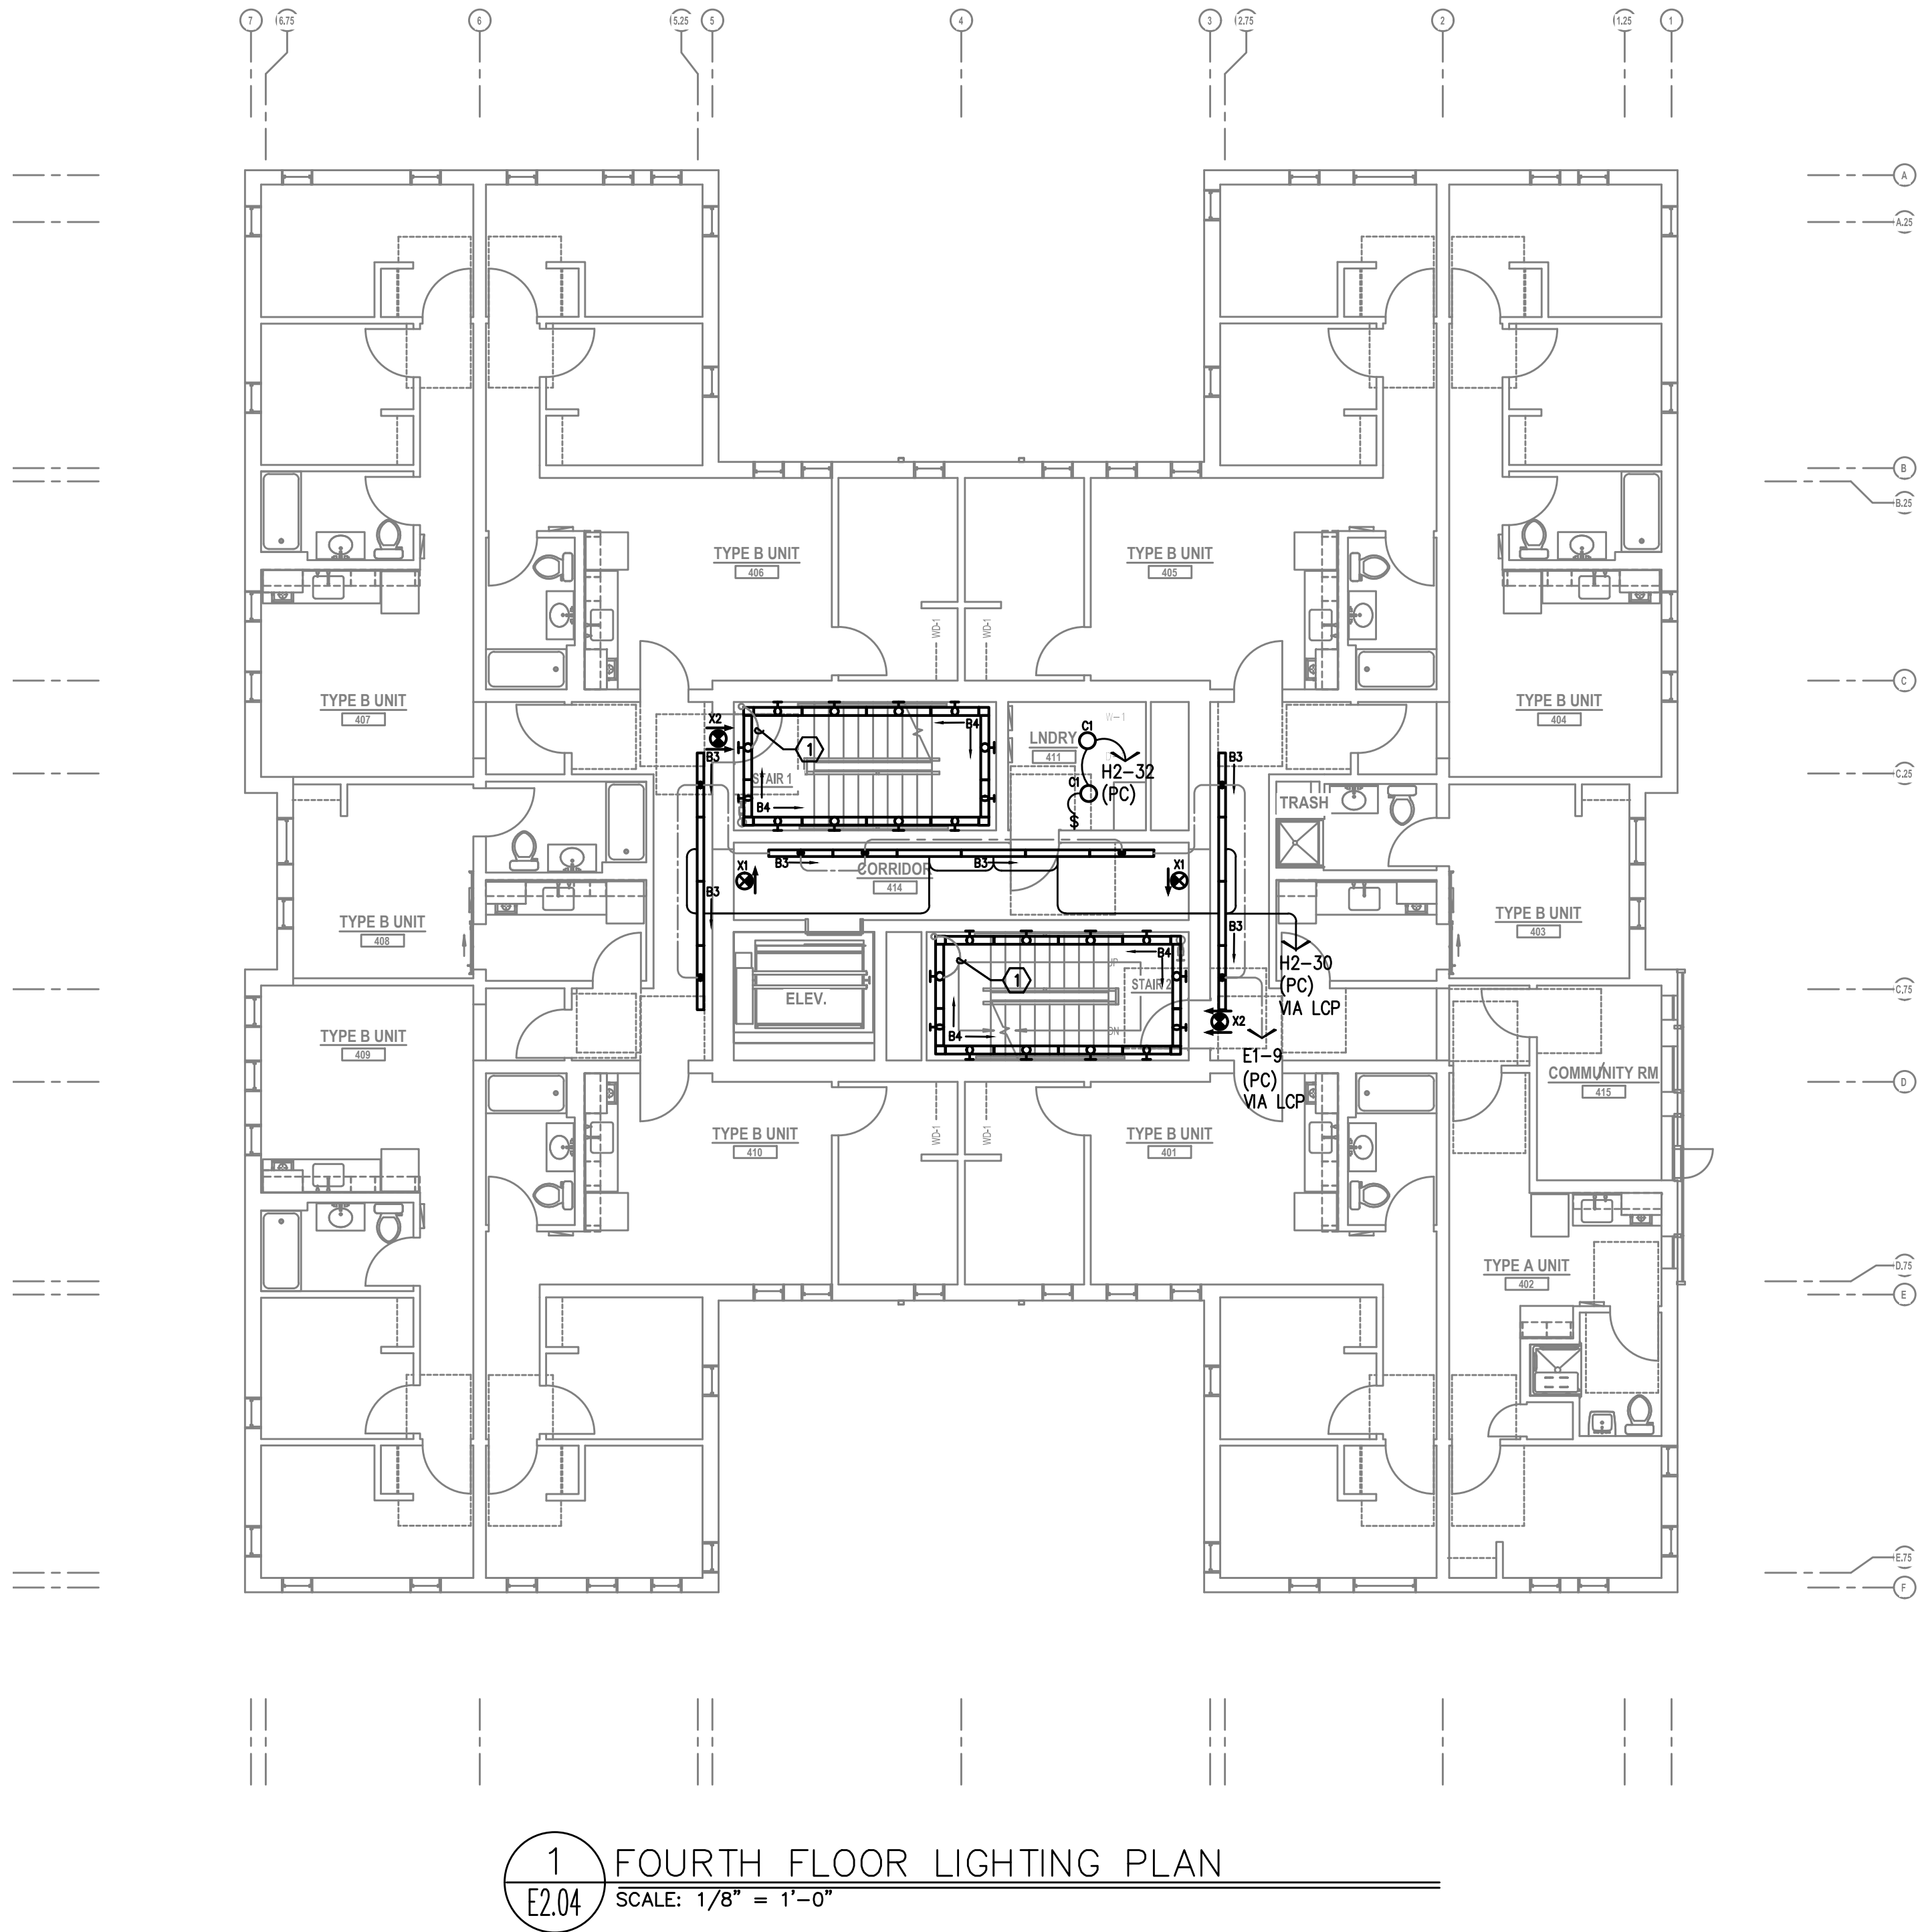 7 6.75 6 5.25 5 4 3 2.75 2 1.25 1
A
A.25
B
B.25
TYPE B UNIT
406
TYPE B UNIT
405
WD-1 WD-1
C
TYPE B UNIT
407
TYPE B UNIT
404
X2
B4
C1
W-1
LNDRY
411
1
B3
B3
H2-32
(PC)
STAIR 1
C1
C.25
B4
$
TRASH
X1
B3
B3
X1
CORRIDOR
414
B3
TYPE B UNIT
408
TYPE B UNIT
403
B3
B4
UP
H2-30
(PC)
VIA LCP
1
STAIR 2
ELEV.
C.75
X2
TYPE B UNIT
409
B4
DN
E1-9
(PC)
VIA LCP
COMMUNITY RM
415
D
WD-1 WD-1
TYPE B UNIT
410
TYPE B UNIT
401
TYPE A UNIT
402
D.75
E
E.75
F
1
E2.04
FOURTH FLOOR LIGHTING PLAN
SCALE: 1/8" = 1'-0"